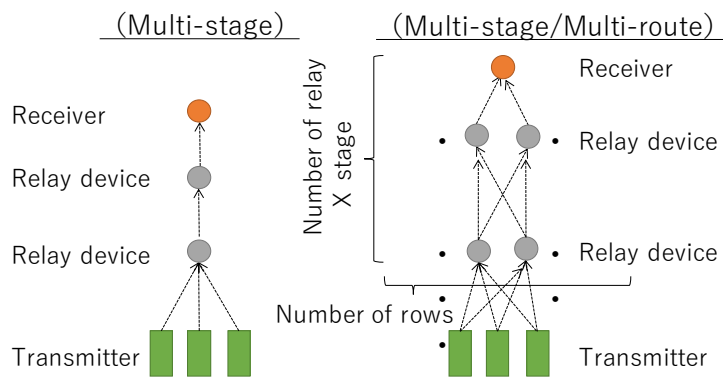 (Multi-stage)
Receiver
Relay device
Relay device
Transmitter
(Multi-stage/Multi-route)
Number of relay
X stage
Receiver
Relay device
Relay device
Number of rows
Transmitter